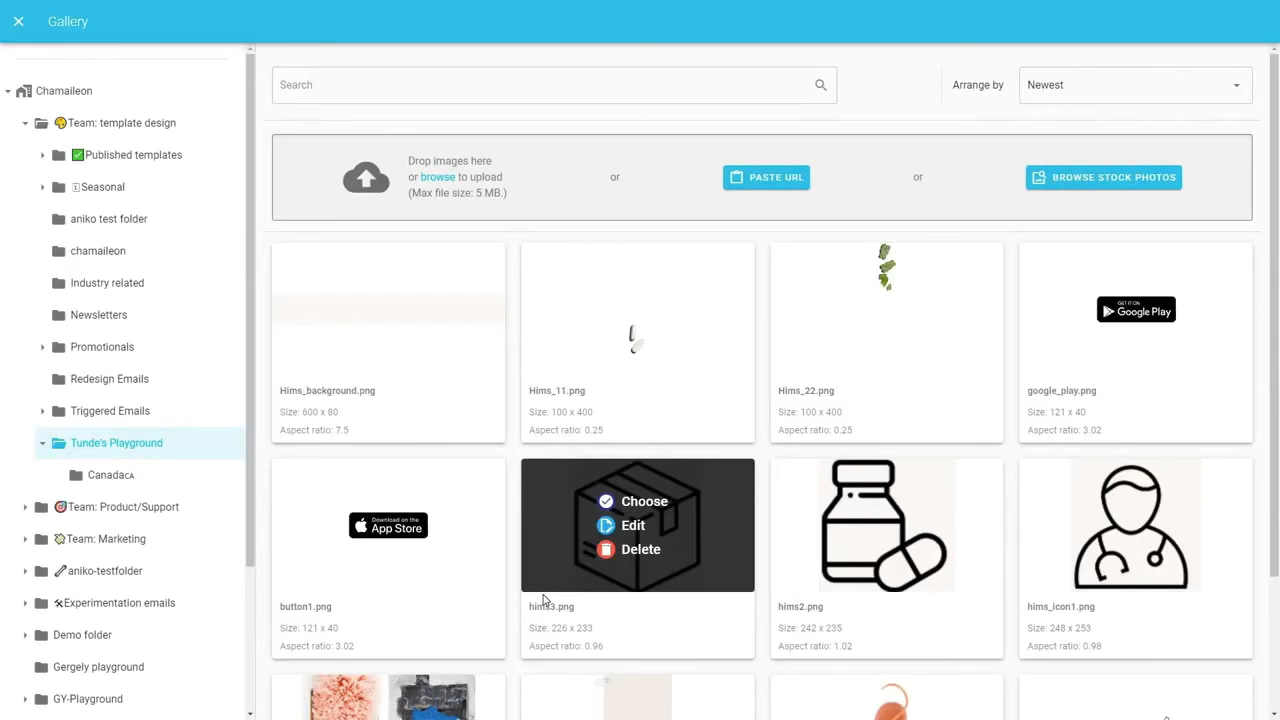 Gallery
Chamaileon
Team: template design
Published templates
Seasonal
aniko test folder
chamaileon
Industry related
Newsletters
Promotionals
Redesign Emails
Triggered Emails
Tunde's Playground
Canadaᴄᴀ
Team: Product/Support
Team: Marketing
aniko-testfolder
Experimentation emails
Demo folder
Gergely playground
GY-Playground
Search
Arrange by
Newest
Drop images here
or browse to upload
(Max file size: 5 MB.)
or
PASTE URL
or
BROWSE STOCK PHOTOS
Hims_background.png
Size: 600 x 80
Aspect ratio: 7.5
Hims_11.png
Size: 100 x 400
Aspect ratio: 0.25
Hims_22.png
Size: 100 x 400
Aspect ratio: 0.25
GET IT ON
Google Play
google_play.png
Size: 121 x 40
Aspect ratio: 3.02
Download on the
App Store
button1.png
Size: 121 x 40
Aspect ratio: 3.02
Choose
Edit
Delete
hims3.png
Size: 226 x 233
Aspect ratio: 0.96
hims2.png
Size: 242 x 235
Aspect ratio: 1.02
hims_icon1.png
Size: 248 x 253
Aspect ratio: 0.98